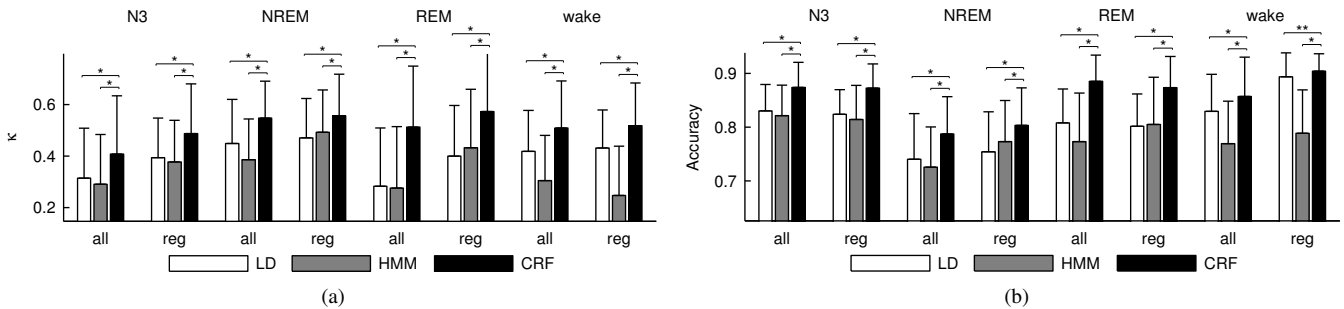 N3 NREM REM wake
* * * * * * * *
* * * * * * * *
0.6
0.4
0.2
κ
all reg all reg all reg all reg
LD HMM CRF
(a)
N3 NREM REM wake
* * * * * * * **
* * * * * * * *
0.9
0.8
0.7
Accuracy
all reg all reg all reg all reg
LD HMM CRF
(b)